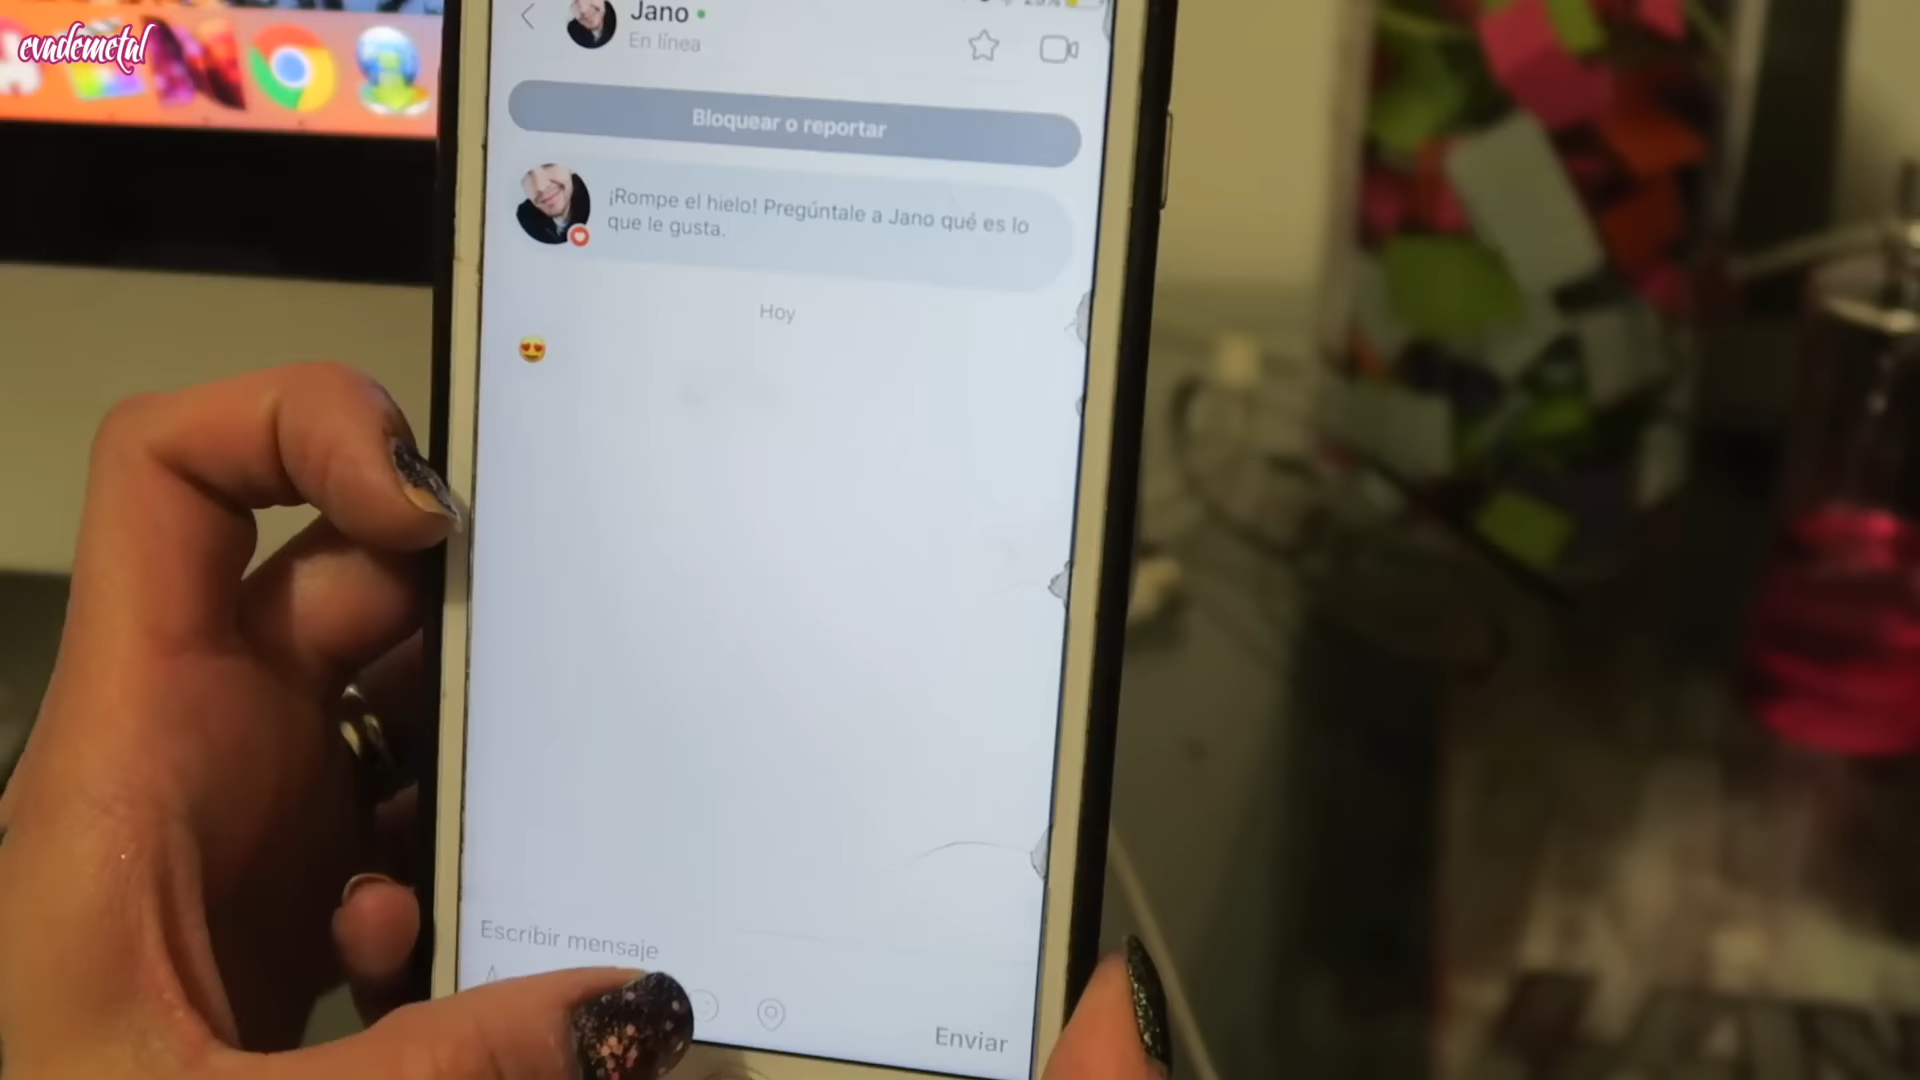 evademetal
Jano
En línea
Bloquear o reportar
¡Rompe el hielo! Pregúntale a Jano qué es lo
que le gusta.
Hoy
Escribir mensaje
Enviar